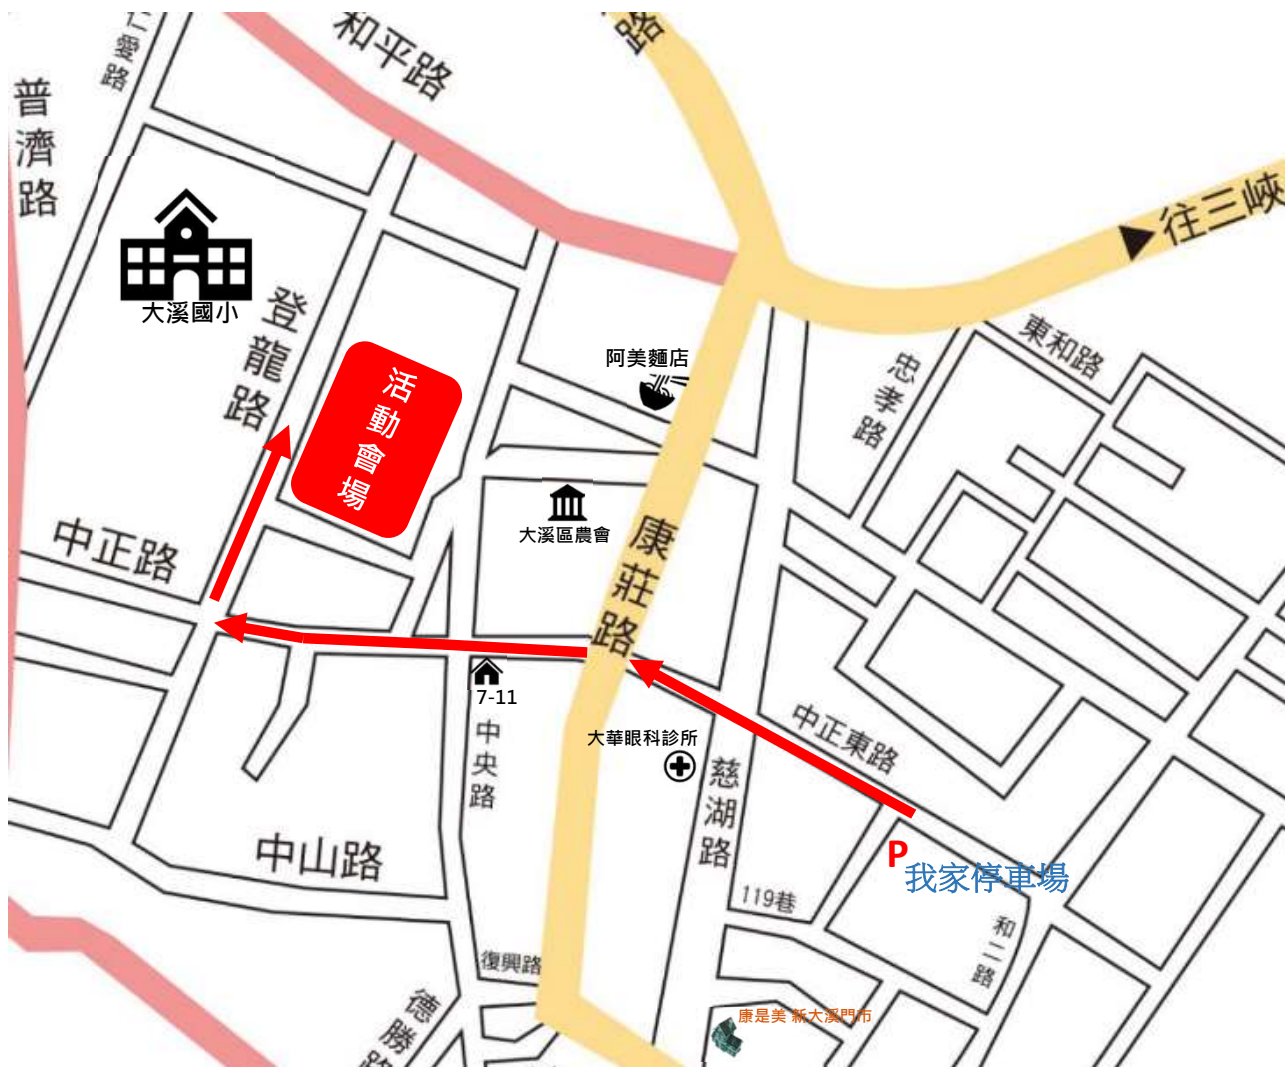 仁愛路
和平路
路
普濟路
往三峽
大溪國小
登龍路
東和路
阿美麵店
忠孝路
活動會場
大溪區農會
中正路
康莊路
7-11
中正東路
中央路
大華眼科診所
慈湖路
中山路
P
我家停車場
119巷
和二路
復興路
德勝路
康是美 新大溪門市